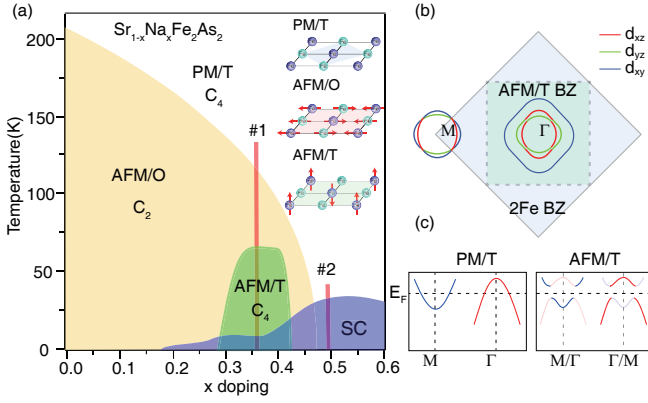 (a)
Sr1-xNaxFe2As2
PM/T
C4
AFM/O
C2
#1
AFM/T
C4
#2
SC
PM/T
AFM/O
AFM/T
Temperature(K)
200
150
100
50
0
0.0 0.1 0.2 0.3 0.4 0.5 0.6
x doping
(b)
dxz
dyz
dxy
AFM/T BZ
M
Γ
2Fe BZ
(c)
PM/T
AFM/T
EF
M
Γ
M/Γ
Γ/M